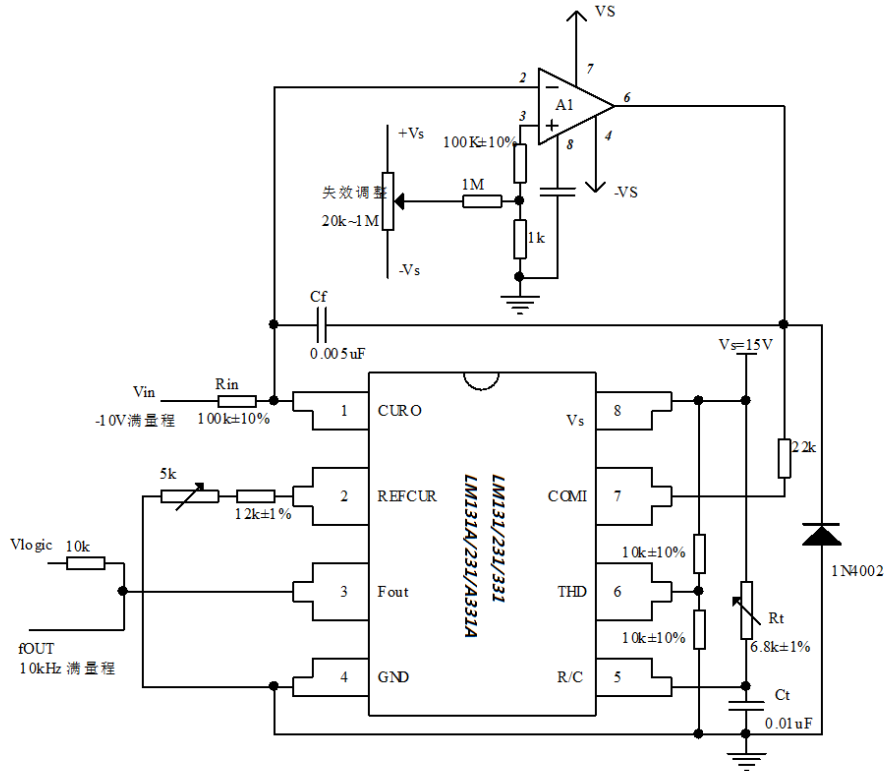 VS
7
2
6
A1
3
+Vs
100K±10%
8
4
失效调整
1M
-VS
20k~1M
1k
-Vs
Cf
0.005uF
Vs=15V
Vin
Rin
-10V满量程
100k±10%
1
CURO
Vs
8
22k
5k
2
REFCUR
COMI
7
12k±1%
LM131/231/331
LM131A/231/A331A
Vlogic
10k
10k±10%
1N4002
3
Fout
THD
6
Rt
10k±10%
6.8k±1%
fOUT
10kHz 满量程
4
GND
R/C
5
Ct
0.01uF